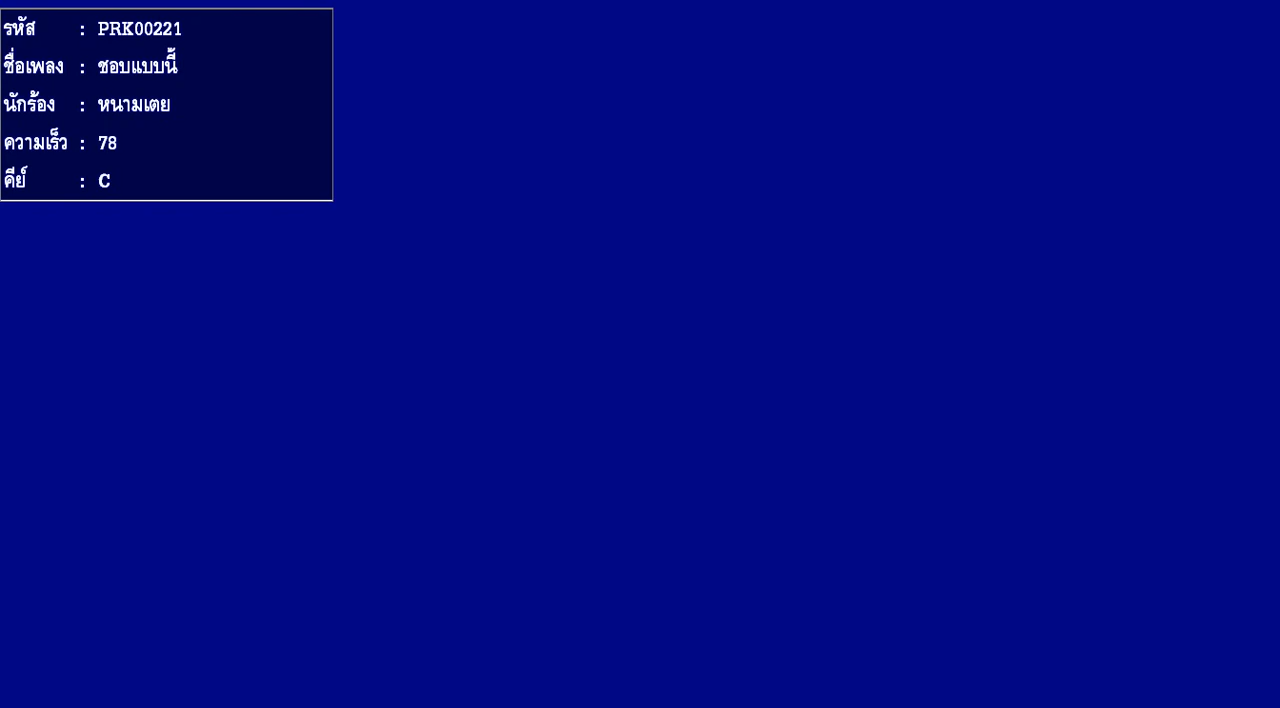 รหัส : PRK00221
ชื่อเพลง : ชอบแบบนี้
นักร้อง : หนามเตย
ความเร็ว : 78
คีย์ : C